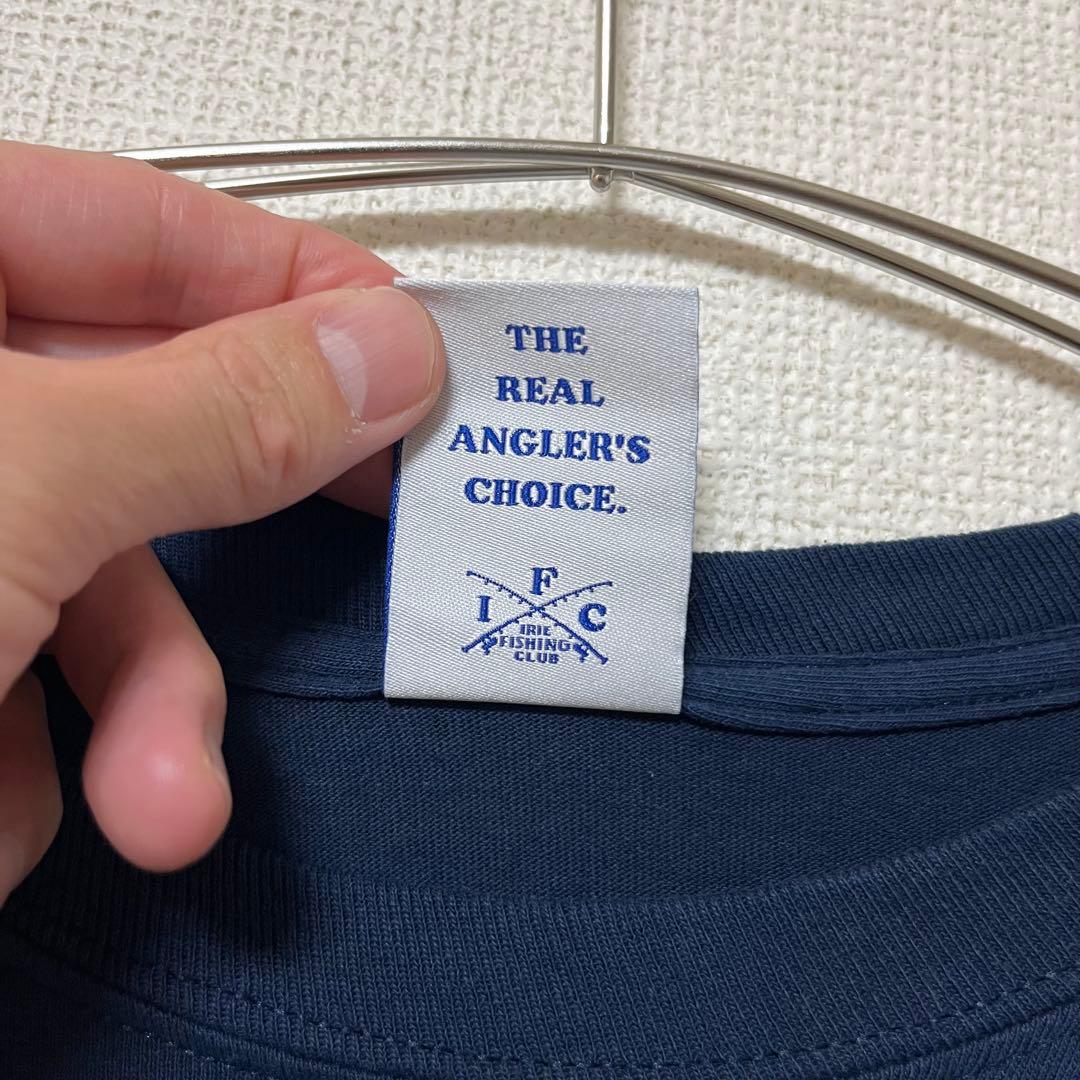 THE
REAL
ANGLER'S
CHOICE.
F
I C
IRIE
FISHING
CLUB